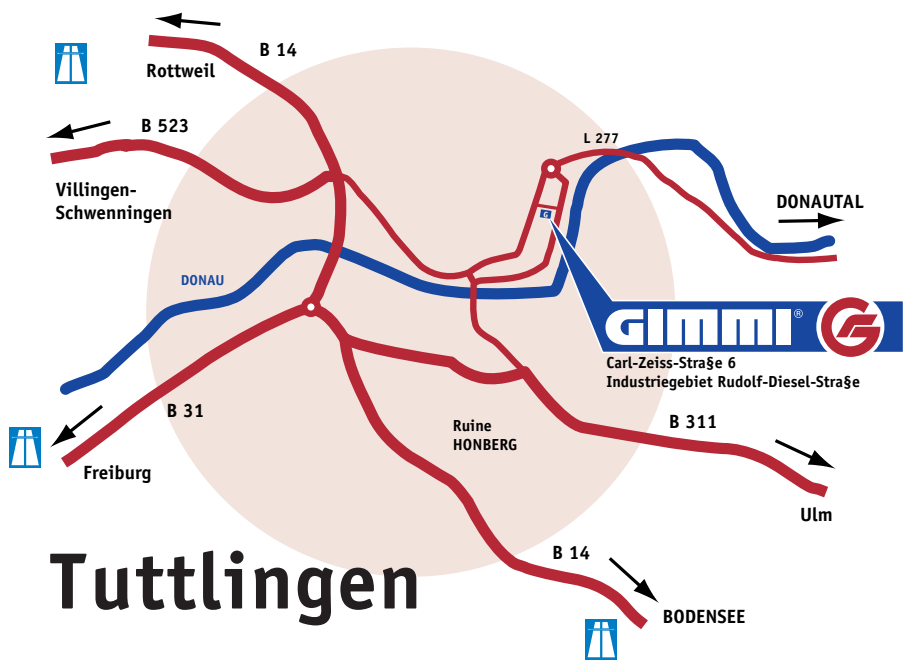 B 14
Rottweil
B 523
L 277
Villingen-
Schwenningen
DONAUTAL
G
DONAU
GIMMI®
Carl-Zeiss-Stra§e 6
Industriegebiet Rudolf-Diesel-Stra§e
B 31
Ruine
HONBERG
B 311
Freiburg
Ulm
B 14
Tuttlingen
BODENSEE